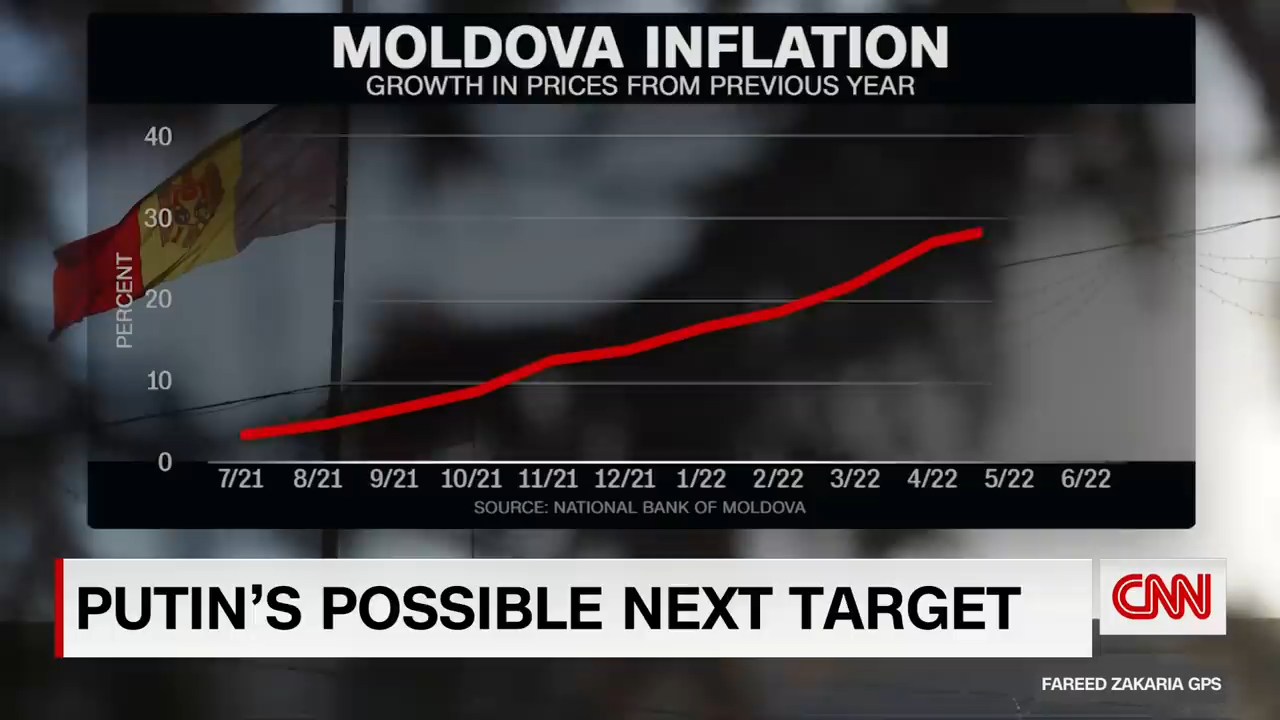 MOLDOVA INFLATION
GROWTH IN PRICES FROM PREVIOUS YEAR
40
30
20
10
0
PERCENT
7/21 8/21 9/21 10/21 11/21 12/21 1/22 2/22 3/22 4/22 5/22 6/22
SOURCE: NATIONAL BANK OF MOLDOVA
PUTIN'S POSSIBLE NEXT TARGET
CNN
FAREED ZAKARIA GPS